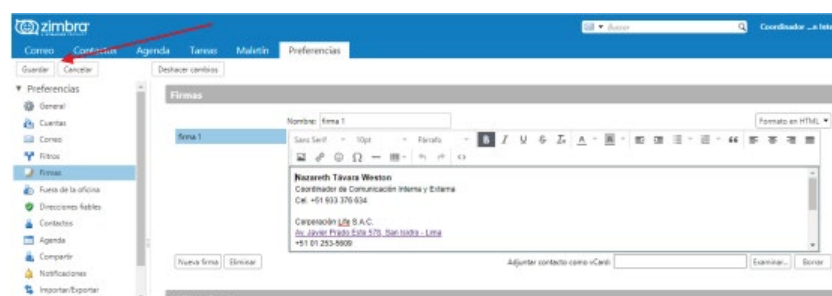 zimbra
Buscar
Coordinador ...n Inte
Correo Contactos Agenda Tareas Maletín Preferencias
Guardar Cancelar Deshacer cambios
Preferencias
General
Cuentas
Correo
Filtros
Firmas
Fuera de la oficina
Direcciones fiables
Contactos
Agenda
Compartir
Notificaciones
Importar/Exportar
Firmas
Nombre: firma 1
Formato en HTML
firma 1
Sans Serif 10pt Párrafo
Nazareth Távara Weston
Coordinador de Comunicación Interna y Externa
Cel. +51 933 376 634
Corporación Life S.A.C.
Av. Javier Prado Este 578, San Isidro - Lima
+51 01 253-5600
Nueva firma Eliminar
Adjuntar contacto como vCard:
Examinar... Borrar